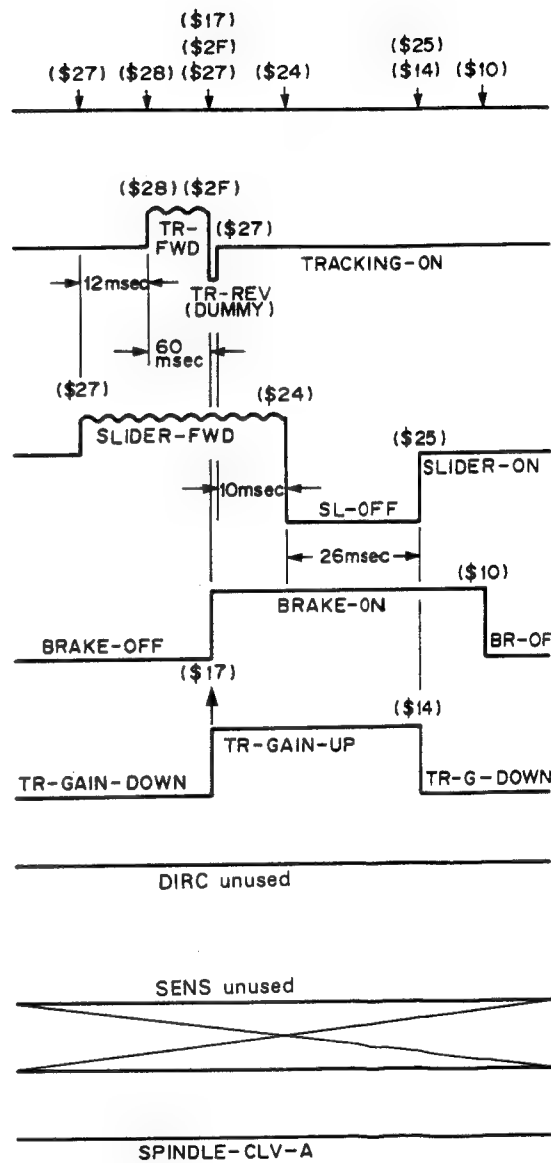 ($17)
($2F) ($25)
($27) ($28) ($27) ($24) ($14) ($10)
($28) ($2F)
TR-FWD ($27)
12msec TR-REV (DUMMY) TRACKING-ON
60 msec
($27) ($24)
SLIDER-FWD ($25)
SLIDER-ON
10msec SL-OFF
26msec
($10)
BRAKE-ON
BRAKE-OFF BR-OF
($17) ($14)
TR-GAIN-UP
TR-GAIN-DOWN TR-G-DOWN
DIRC unused
SENS unused
SPINDLE-CLV-A